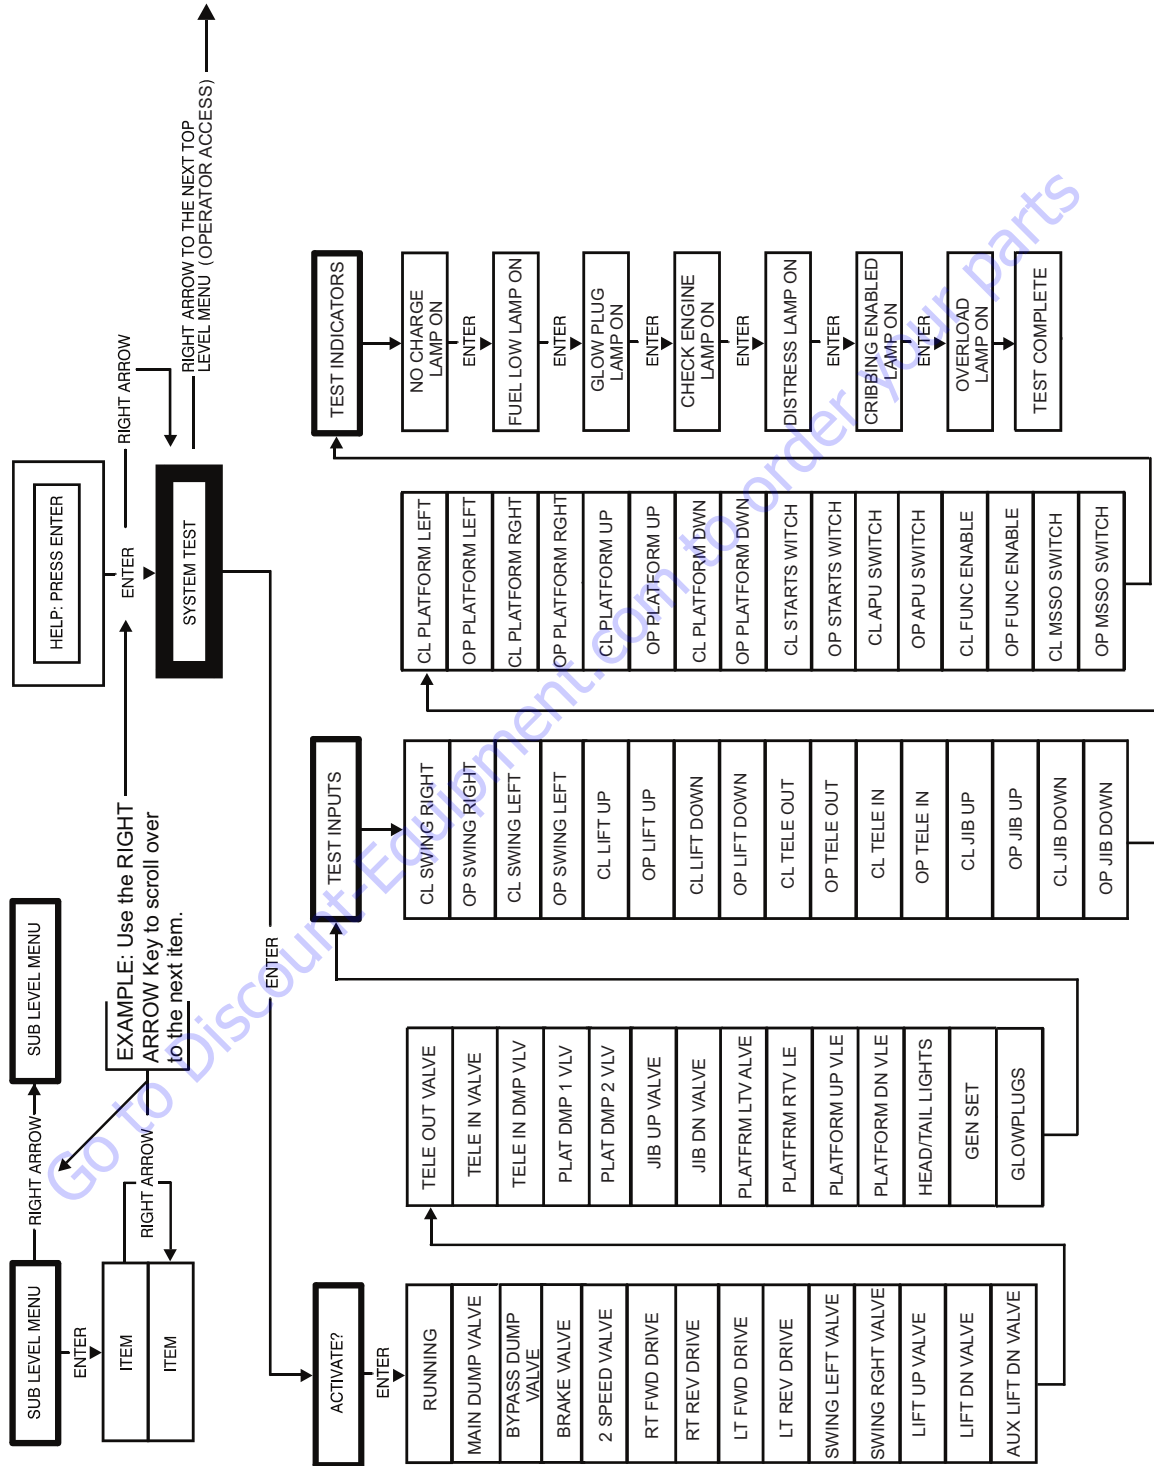 HELP: PRESS ENTER
ENTER
RIGHT ARROW
SYSTEM TEST
RIGHT ARROW TO THE NEXT TOP
LEVEL MENU (OPERATOR ACCESS)
SUB LEVEL MENU
RIGHT ARROW
SUB LEVEL MENU
ENTER
ITEM
ITEM
RIGHT ARROW
EXAMPLE: Use the RIGHT
ARROW Key to scroll over
to the next item.
ENTER
ACTIVATE?
ENTER
RUNNING
MAIN DUMP VALVE
BYPASS DUMP
VALVE
BRAKE VALVE
2 SPEED VALVE
RT FWD DRIVE
RT REV DRIVE
LT FWD DRIVE
LT REV DRIVE
SWING LEFT VALVE
SWING RGHT VALVE
LIFT UP VALVE
LIFT DN VALVE
AUX LIFT DN VALVE
TELE OUT VALVE
TELE IN VALVE
TELE IN DMP VLV
PLAT DMP 1 VLV
PLAT DMP 2 VLV
JIB UP VALVE
JIB DN VALVE
PLATFRM LTV ALVE
PLATFRM RTV LE
PLATFORM UP VLE
PLATFORM DN VLE
HEAD/TAIL LIGHTS
GEN SET
GLOWPLUGS
TEST INPUTS
CL SWING RIGHT
OP SWING RIGHT
CL SWING LEFT
OP SWING LEFT
CL LIFT UP
OP LIFT UP
CL LIFT DOWN
OP LIFT DOWN
CL TELE OUT
OP TELE OUT
CL TELE IN
OP TELE IN
CL JIB UP
OP JIB UP
CL JIB DOWN
OP JIB DOWN
CL PLATFORM LEFT
OP PLATFORM LEFT
CL PLATFORM RGHT
OP PLATFORM RGHT
CL PLATFORM UP
OP PLATFORM UP
CL PLATFORM DWN
OP PLATFORM DWN
CL STARTS WITCH
OP STARTS WITCH
CL APU SWITCH
OP APU SWITCH
CL FUNC ENABLE
OP FUNC ENABLE
CL MSSO SWITCH
OP MSSO SWITCH
TEST INDICATORS
NO CHARGE
LAMP ON
ENTER
FUEL LOW LAMP ON
ENTER
GLOW PLUG
LAMP ON
ENTER
CHECK ENGINE
LAMP ON
ENTER
DISTRESS LAMP ON
ENTER
CRIBBING ENABLED
LAMP ON
ENTER
OVERLOAD
LAMP ON
TEST COMPLETE
Go to Discount-Equipment.com to order your parts